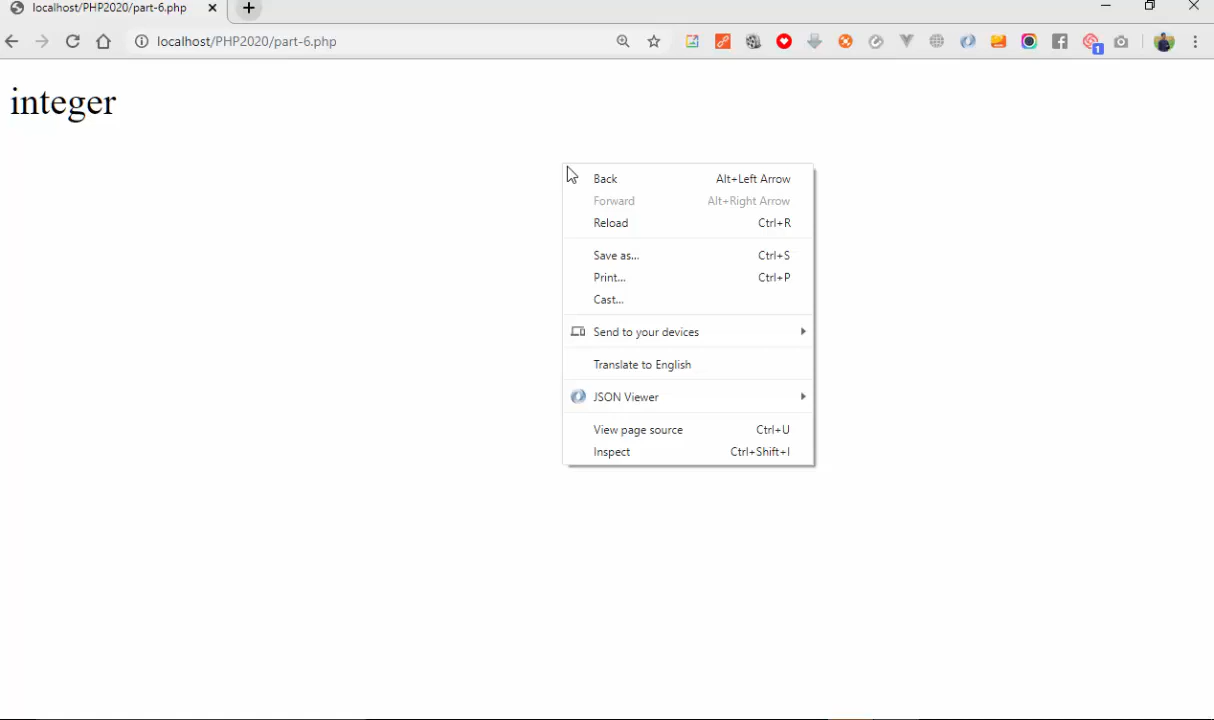 localhost/PHP2020/part-6.php
localhost/PHP2020/part-6.php
1
integer
Back Alt+Left Arrow
Forward Alt+Right Arrow
Reload Ctrl+R
Save as... Ctrl+S
Print... Ctrl+P
Cast...
Send to your devices
Translate to English
JSON Viewer
View page source Ctrl+U
Inspect Ctrl+Shift+I